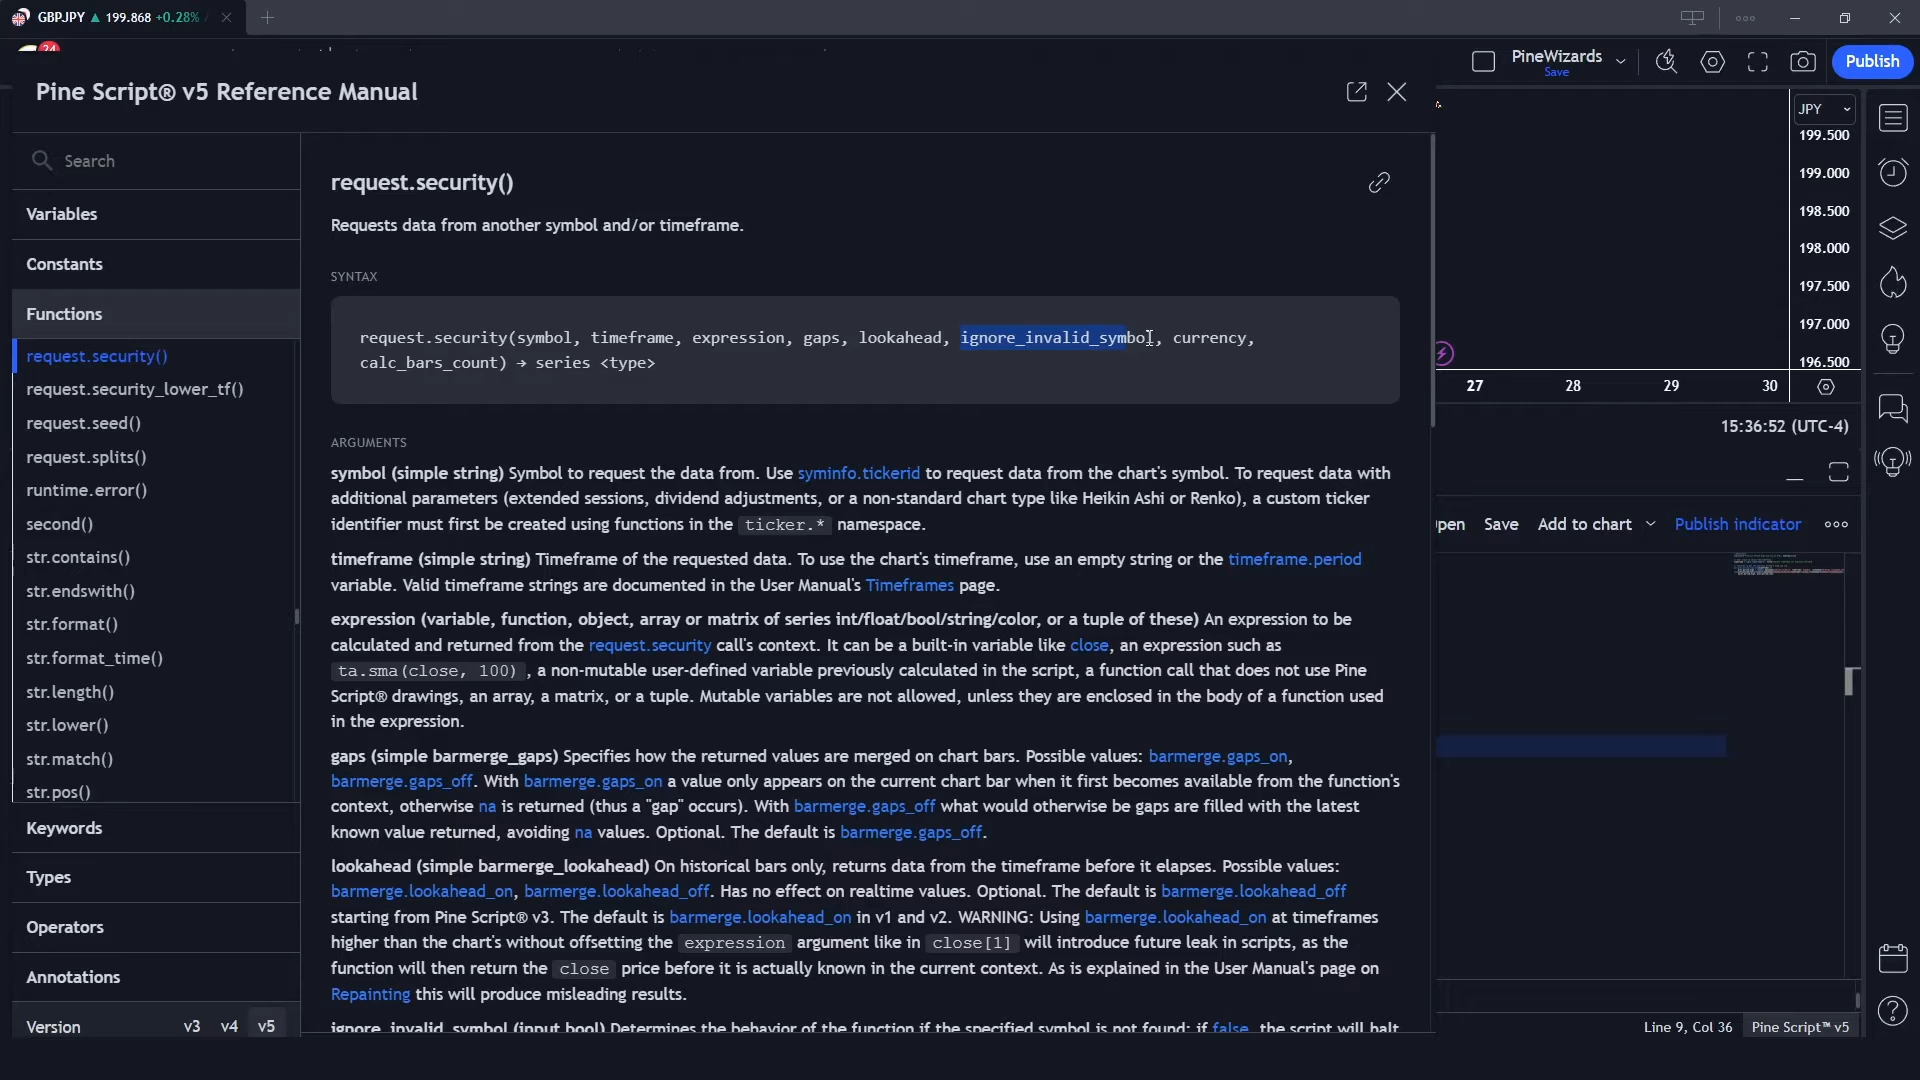 GBPJPY ▲ 199.868 +0.28% /
24
PineWizards
Save
Publish
Pine Script® v5 Reference Manual
Search
Variables
Constants
Functions
request.security()
request.security_lower_tf()
request.seed()
request.splits()
runtime.error()
second()
str.contains()
str.endswith()
str.format()
str.format_time()
str.length()
str.lower()
str.match()
str.pos()
Keywords
Types
Operators
Annotations
Version v3 v4 v5
request.security()
Requests data from another symbol and/or timeframe.
SYNTAX
request.security(symbol, timeframe, expression, gaps, lookahead, ignore_invalid_symbol, currency,
calc_bars_count) → series <type>
ARGUMENTS
symbol (simple string) Symbol to request the data from. Use syminfo.tickerid to request data from the chart's symbol. To request data with
additional parameters (extended sessions, dividend adjustments, or a non-standard chart type like Heikin Ashi or Renko), a custom ticker
identifier must first be created using functions in the ticker.* namespace.
timeframe (simple string) Timeframe of the requested data. To use the chart's timeframe, use an empty string or the timeframe.period
variable. Valid timeframe strings are documented in the User Manual's Timeframes page.
expression (variable, function, object, array or matrix of series int/float/bool/string/color, or a tuple of these) An expression to be
calculated and returned from the request.security call's context. It can be a built-in variable like close, an expression such as
ta.sma(close, 100) , a non-mutable user-defined variable previously calculated in the script, a function call that does not use Pine
Script® drawings, an array, a matrix, or a tuple. Mutable variables are not allowed, unless they are enclosed in the body of a function used
in the expression.
gaps (simple barmerge_gaps) Specifies how the returned values are merged on chart bars. Possible values: barmerge.gaps_on,
barmerge.gaps_off. With barmerge.gaps_on a value only appears on the current chart bar when it first becomes available from the function's
context, otherwise na is returned (thus a "gap" occurs). With barmerge.gaps_off what would otherwise be gaps are filled with the latest
known value returned, avoiding na values. Optional. The default is barmerge.gaps_off.
lookahead (simple barmerge_lookahead) On historical bars only, returns data from the timeframe before it elapses. Possible values:
barmerge.lookahead_on, barmerge.lookahead_off. Has no effect on realtime values. Optional. The default is barmerge.lookahead_off
starting from Pine Script® v3. The default is barmerge.lookahead_on in v1 and v2. WARNING: Using barmerge.lookahead_on at timeframes
higher than the chart's without offsetting the expression argument like in close[1] will introduce future leak in scripts, as the
function will then return the close price before it is actually known in the current context. As is explained in the User Manual's page on
Repainting this will produce misleading results.
ignore_invalid_symbol (input bool) Determines the behavior of the function if the specified symbol is not found: if false, the script will halt
JPY
199.500
199.000
198.500
198.000
197.500
197.000
196.500
27 28 29 30
15:36:52 (UTC-4)
pen Save Add to chart Publish indicator
Line 9, Col 36 Pine Script™ v5